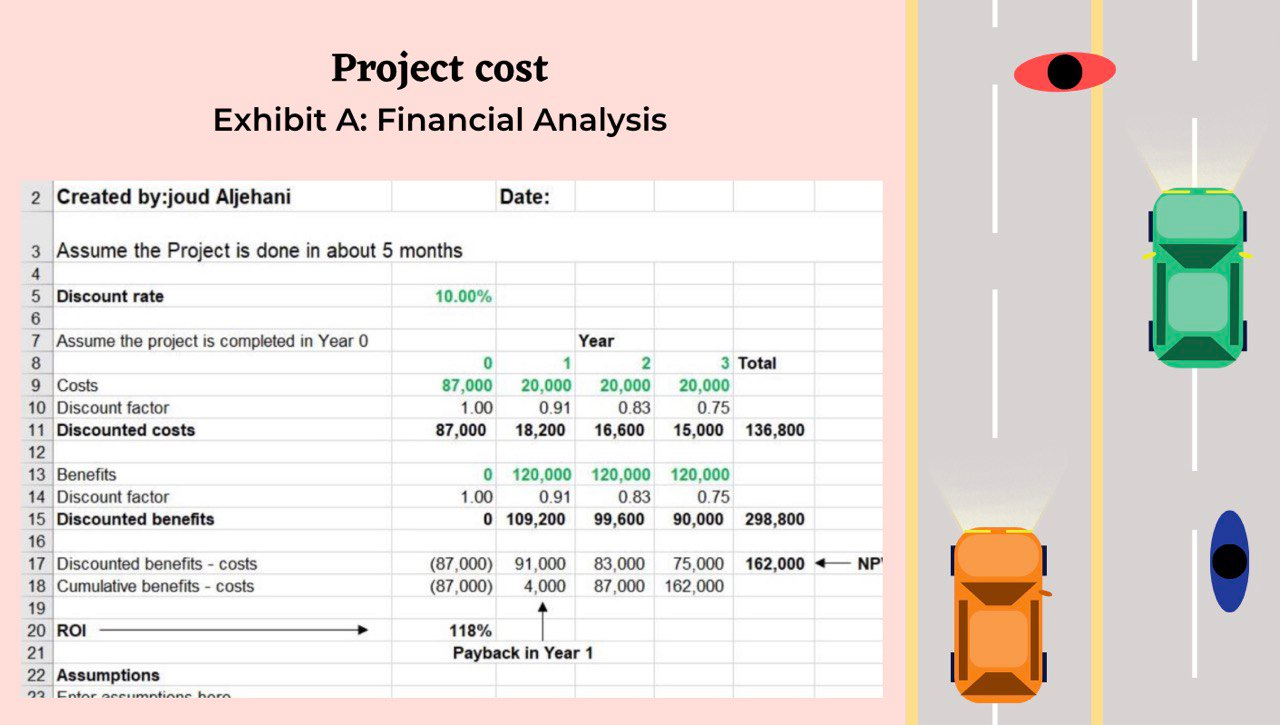 Project cost
Exhibit A: Financial Analysis
2 Created by:joud Aljehani Date:
3 Assume the Project is done in about 5 months
4
5 Discount rate 10.00%
6
7 Assume the project is completed in Year 0 Year
8 0 1 2 3 Total
9 Costs 87,000 20,000 20,000 20,000
10 Discount factor 1.00 0.91 0.83 0.75
11 Discounted costs 87,000 18,200 16,600 15,000 136,800
12
13 Benefits 0 120,000 120,000 120,000
14 Discount factor 1.00 0.91 0.83 0.75
15 Discounted benefits 0 109,200 99,600 90,000 298,800
16
17 Discounted benefits - costs (87,000) 91,000 83,000 75,000 162,000 NP
18 Cumulative benefits - costs (87,000) 4,000 87,000 162,000
19
20 ROI 118%
21 Payback in Year 1
22 Assumptions
23 Enter assumptions here